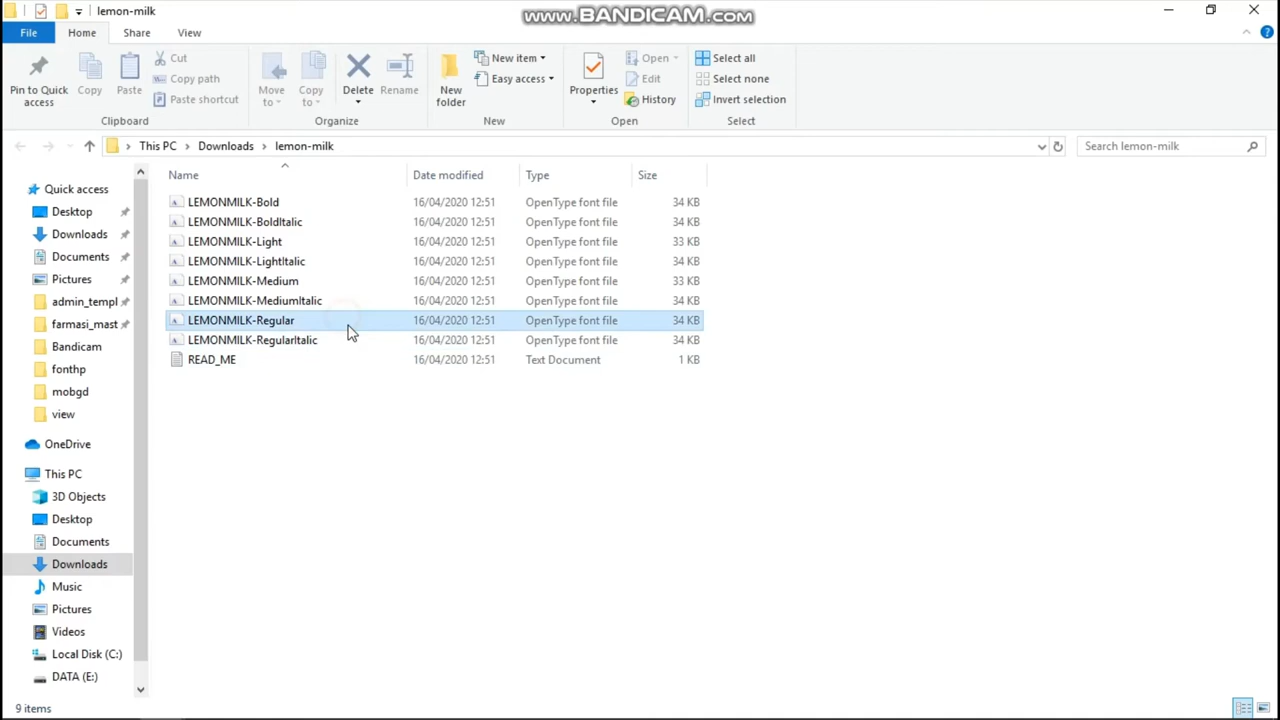 lemon-milk
www.BANDICAM.com
File Home Share View
Pin to Quick access
Copy
Paste
Cut
Copy path
Paste shortcut
Clipboard
Move to
Copy to
Delete
Rename
Organize
New folder
New item
Easy access
New
Properties
Open
Edit
History
Open
Select all
Select none
Invert selection
Select
This PC > Downloads > lemon-milk
Search lemon-milk
Name Date modified Type Size
LEMONMILK-Bold 16/04/2020 12:51 OpenType font file 34 KB
LEMONMILK-BoldItalic 16/04/2020 12:51 OpenType font file 34 KB
LEMONMILK-Light 16/04/2020 12:51 OpenType font file 33 KB
LEMONMILK-LightItalic 16/04/2020 12:51 OpenType font file 34 KB
LEMONMILK-Medium 16/04/2020 12:51 OpenType font file 33 KB
LEMONMILK-MediumItalic 16/04/2020 12:51 OpenType font file 34 KB
LEMONMILK-Regular 16/04/2020 12:51 OpenType font file 34 KB
LEMONMILK-RegularItalic 16/04/2020 12:51 OpenType font file 34 KB
READ_ME 16/04/2020 12:51 Text Document 1 KB
Quick access
Desktop
Downloads
Documents
Pictures
admin_templ
farmasi_mast
Bandicam
fonthp
mobgd
view
OneDrive
This PC
3D Objects
Desktop
Documents
Downloads
Music
Pictures
Videos
Local Disk (C:)
DATA (E:)
9 items